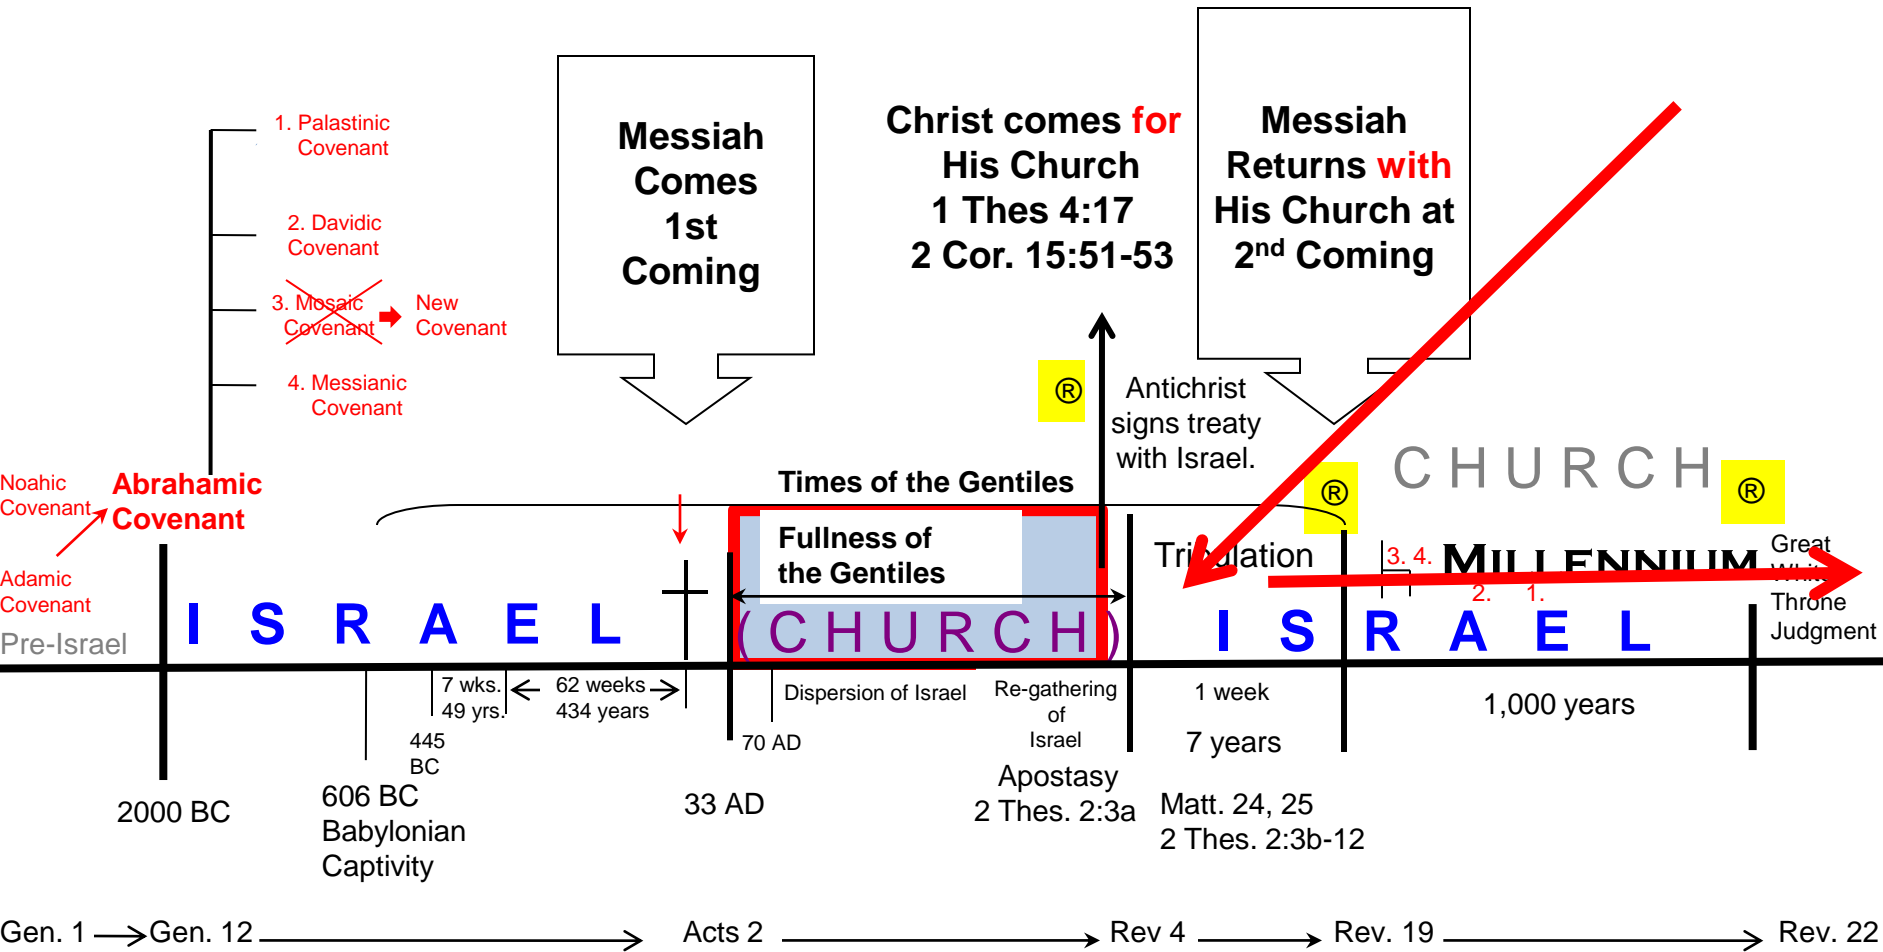 1. Palastinic
Covenant
2. Davidic
Covenant
3. Mosaic
Covenant
New
Covenant
4. Messianic
Covenant
Noahic
Covenant
Abrahamic
Covenant
Adamic
Covenant
Pre-Israel
Messiah
Comes
1st
Coming
Christ comes for
His Church
1 Thes 4:17
2 Cor. 15:51-53
Messiah
Returns with
His Church at
2nd Coming
®
Antichrist
signs treaty
with Israel.
Times of the Gentiles
Fullness of
the Gentiles
®
CHURCH
®
Tribulation
3. 4.
MILLENNIUM
2. 1.
Great
White
Throne
Judgment
ISRAEL
(CHURCH)
ISRAEL
7 wks.
49 yrs.
62 weeks
434 years
Dispersion of Israel
Re-gathering
of
Israel
1 week
7 years
1,000 years
445
BC
70 AD
2000 BC
606 BC
Babylonian
Captivity
33 AD
Apostasy
2 Thes. 2:3a
Matt. 24, 25
2 Thes. 2:3b-12
Gen. 1
Gen. 12
Acts 2
Rev 4
Rev. 19
Rev. 22